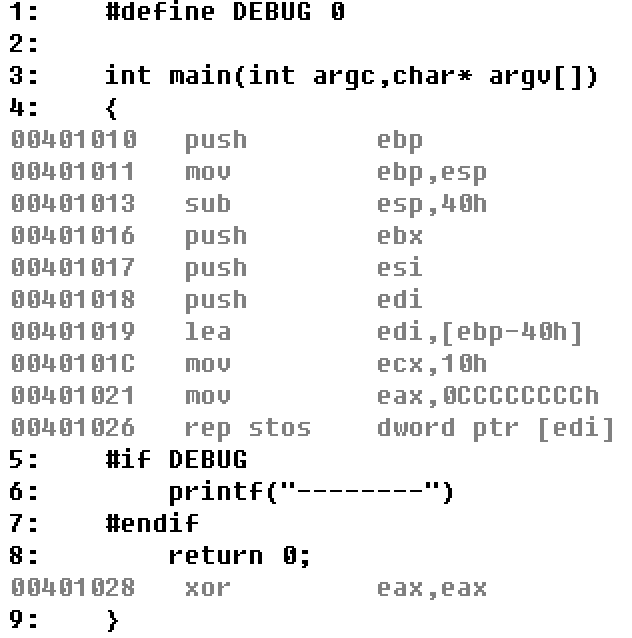 1:    #define DEBUG 0
2:
3:    int main(int argc,char* argv[])
4:    {
00401010   push        ebp
00401011   mov         ebp,esp
00401013   sub         esp,40h
00401016   push        ebx
00401017   push        esi
00401018   push        edi
00401019   lea         edi,[ebp-40h]
0040101C   mov         ecx,10h
00401021   mov         eax,0CCCCCCCCh
00401026   rep stos    dword ptr [edi]
5:    #if DEBUG
6:        printf("--------")
7:    #endif
8:        return 0;
00401028   xor         eax,eax
9:    }